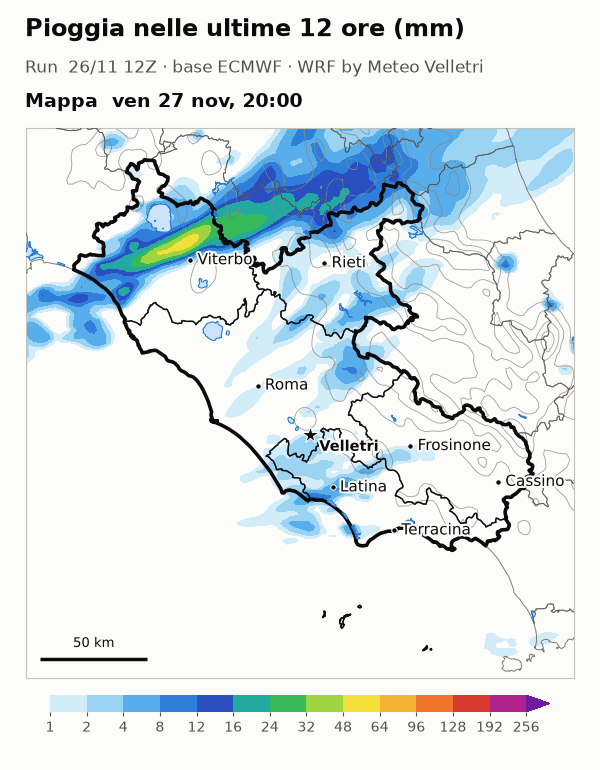 Pioggia nelle ultime 12 ore (mm)
Run  26/11 12Z · base ECMWF · WRF by Meteo Velletri
Mappa  ven 27 nov, 20:00
Viterbo
Rieti
Roma
Velletri
Frosinone
Latina
Cassino
Terracina
50 km
1 2 4 8 12 16 24 32 48 64 96 128 192 256